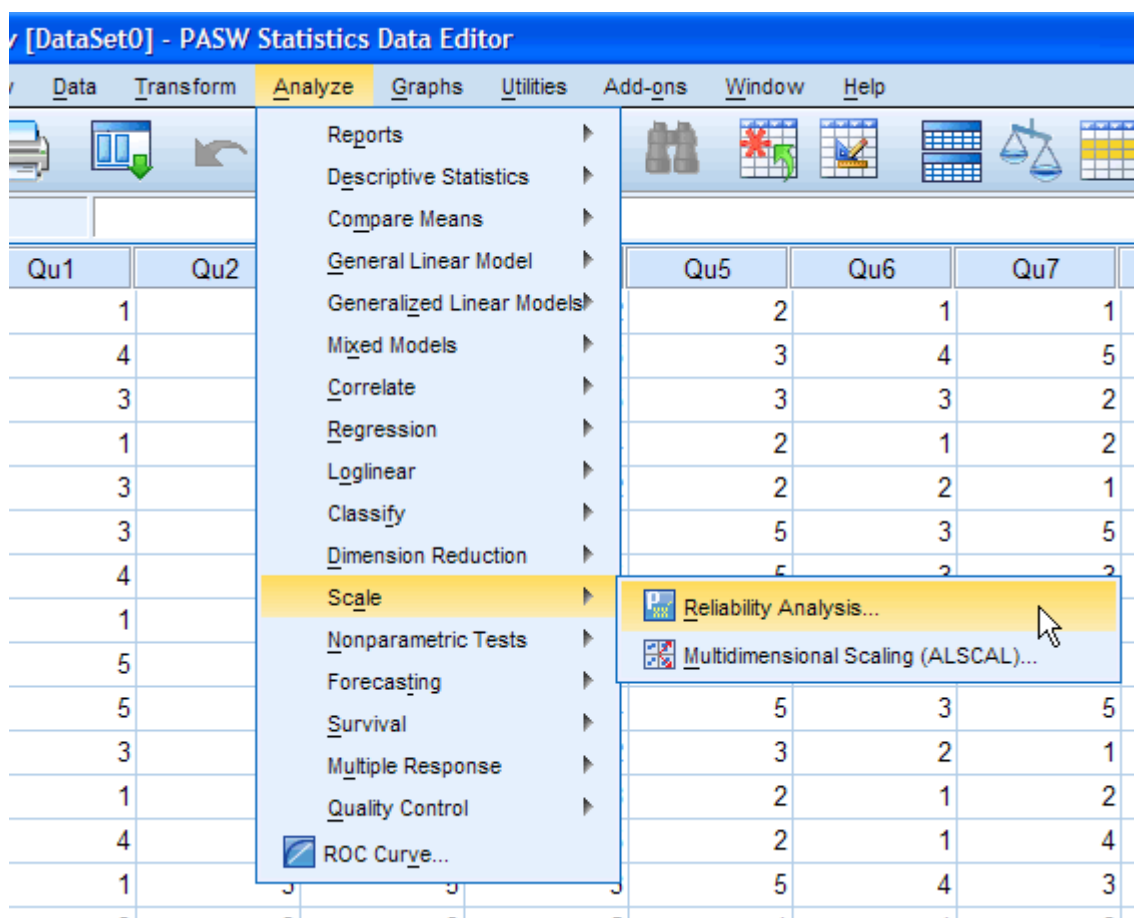 [DataSet0] - PASW Statistics Data Editor
Data Transform Analyze Graphs Utilities Add-ons Window Help
Reports
Descriptive Statistics
Compare Means
General Linear Model
Generalized Linear Models
Mixed Models
Correlate
Regression
Loglinear
Classify
Dimension Reduction
Scale
Nonparametric Tests
Forecasting
Survival
Multiple Response
Quality Control
ROC Curve...
Reliability Analysis...
Multidimensional Scaling (ALSCAL)...
Qu1 Qu2 Qu5 Qu6 Qu7
1 2 1 1
4 3 4 5
3 3 3 2
1 2 1 2
3 2 2 1
3 5 3 5
4
1
5
5 5 3 5
3 3 2 1
1 2 1 2
4 2 1 4
1 5 4 3